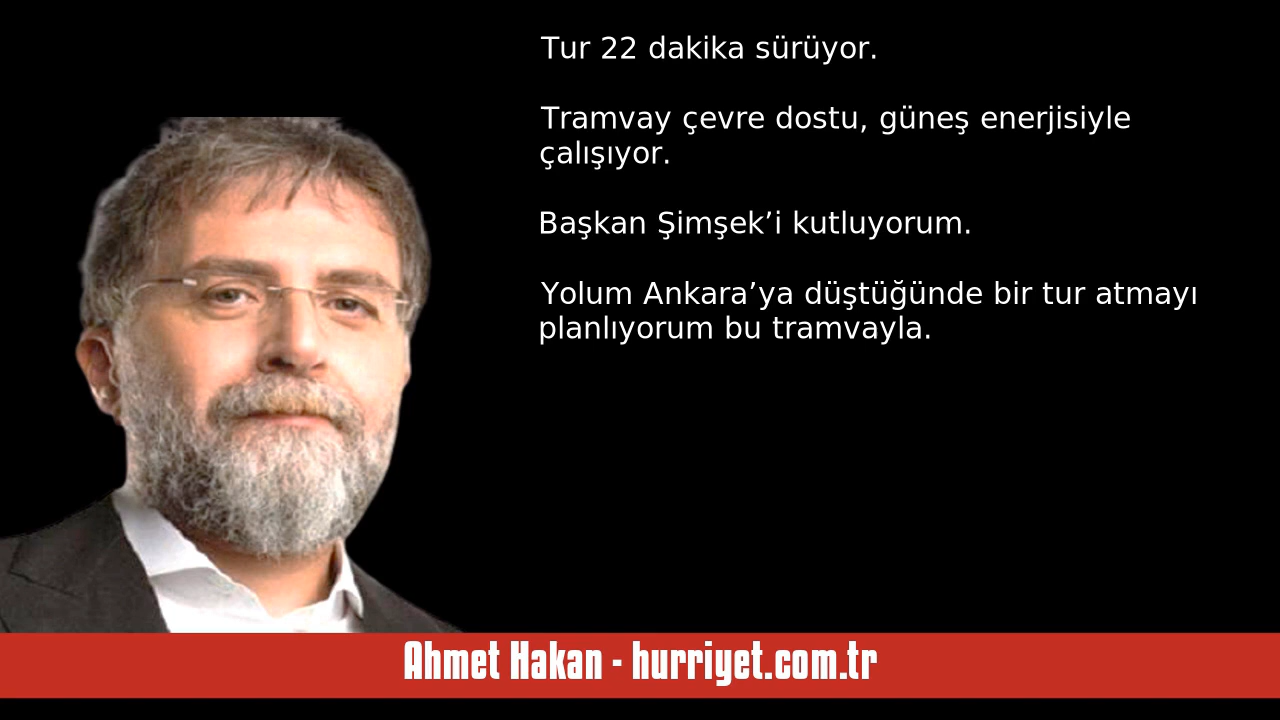 Tur 22 dakika sürüyor.
Tramvay çevre dostu, güneş enerjisiyle
çalışıyor.
Başkan Şimşek’i kutluyorum.
Yolum Ankara’ya düştüğünde bir tur atmayı
planlıyorum bu tramvayla.
Ahmet Hakan - hurriyet.com.tr